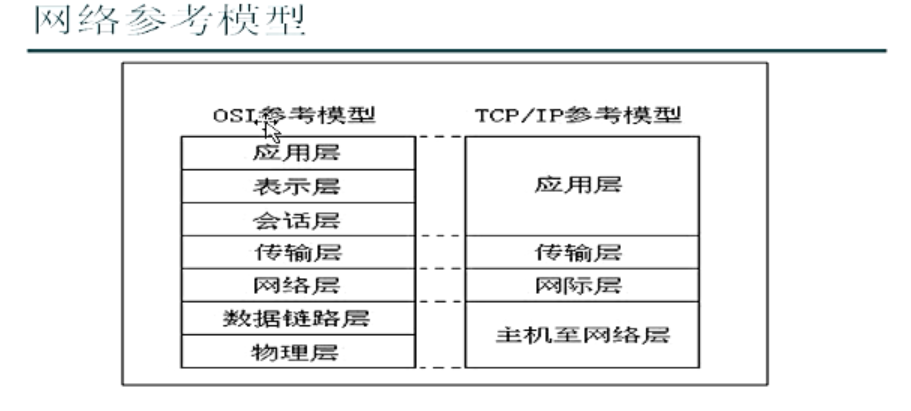 网络参考模型
OSI参考模型
应用层
表示层
会话层
传输层
网络层
数据链路层
物理层
TCP/IP参考模型
应用层
传输层
网际层
主机至网络层